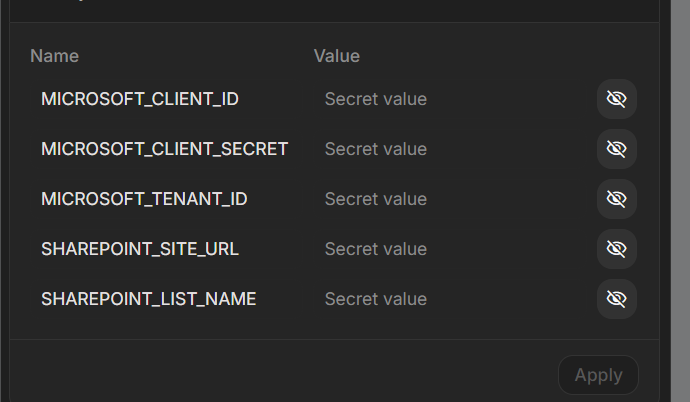 Name Value
MICROSOFT_CLIENT_ID Secret value
MICROSOFT_CLIENT_SECRET Secret value
MICROSOFT_TENANT_ID Secret value
SHAREPOINT_SITE_URL Secret value
SHAREPOINT_LIST_NAME Secret value
Apply